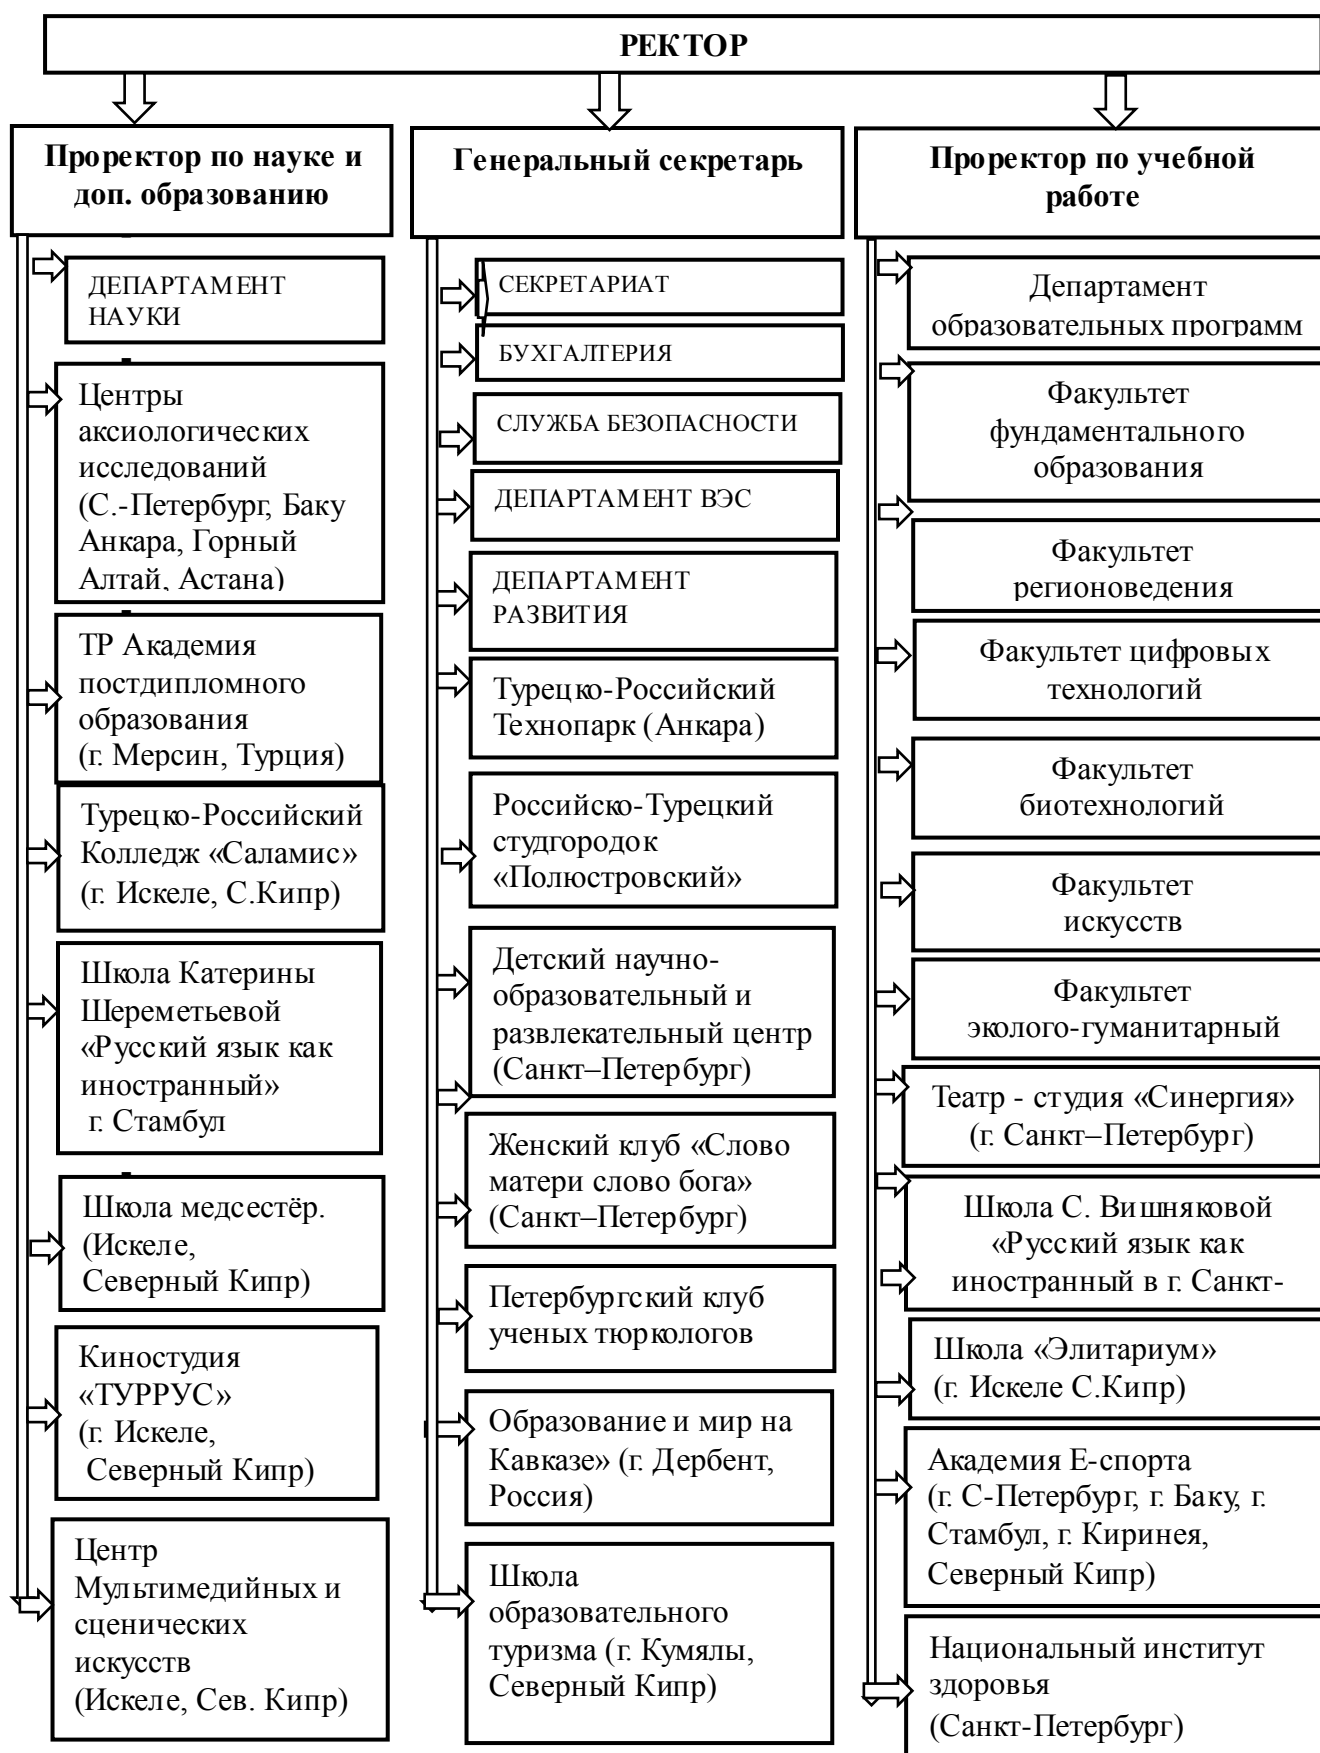 РЕКТОР
Проректор по науке и
доп. образованию
ДЕПАРТАМЕНТ
НАУКИ
Центры
аксиологических
исследований
(С.-Петербург, Баку
Анкара, Горный
Алтай, Астана)
ТР Академия
постдипломного
образования
(г. Мерсин, Турция)
Турецко-Российский
Колледж «Саламис»
(г. Искеле, С.Кипр)
Школа Катерины
Шереметьевой
«Русский язык как
иностранный»
г. Стамбул
Школа медсестёр.
(Искеле,
Северный Кипр)
Киностудия
«ТУРРУС»
(г. Искеле,
Северный Кипр)
Центр
Мультимедийных и
сценических
искусств
(Искеле, Сев. Кипр)
Генеральный секретарь
СЕКРЕТАРИАТ
БУХГАЛТЕРИЯ
СЛУЖБА БЕЗОПАСНОСТИ
ДЕПАРТАМЕНТ ВЭС
ДЕПАРТАМЕНТ
РАЗВИТИЯ
Турецко-Российский
Технопарк (Анкара)
Российско-Турецкий
студгородок
«Полюстровский»
Детский научно-
образовательный и
развлекательный центр
(Санкт–Петербург)
Женский клуб «Слово
матери слово бога»
(Санкт–Петербург)
Петербургский клуб
ученых тюркологов
Образование и мир на
Кавказе» (г. Дербент,
Россия)
Школа
образовательного
туризма (г. Кумялы,
Северный Кипр)
Проректор по учебной
работе
Департамент
образовательных программ
Факультет
фундаментального
образования
Факультет
регионоведения
Факультет цифровых
технологий
Факультет
биотехнологий
Факультет
искусств
Факультет
эколого-гуманитарный
Театр - студия «Синергия»
(г. Санкт–Петербург)
Школа С. Вишняковой
«Русский язык как
иностранный в г. Санкт-
Школа «Элитариум»
(г. Искеле С.Кипр)
Академия Е-спорта
(г. С-Петербург, г. Баку, г.
Стамбул, г. Киринея,
Северный Кипр)
Национальный институт
здоровья
(Санкт-Петербург)